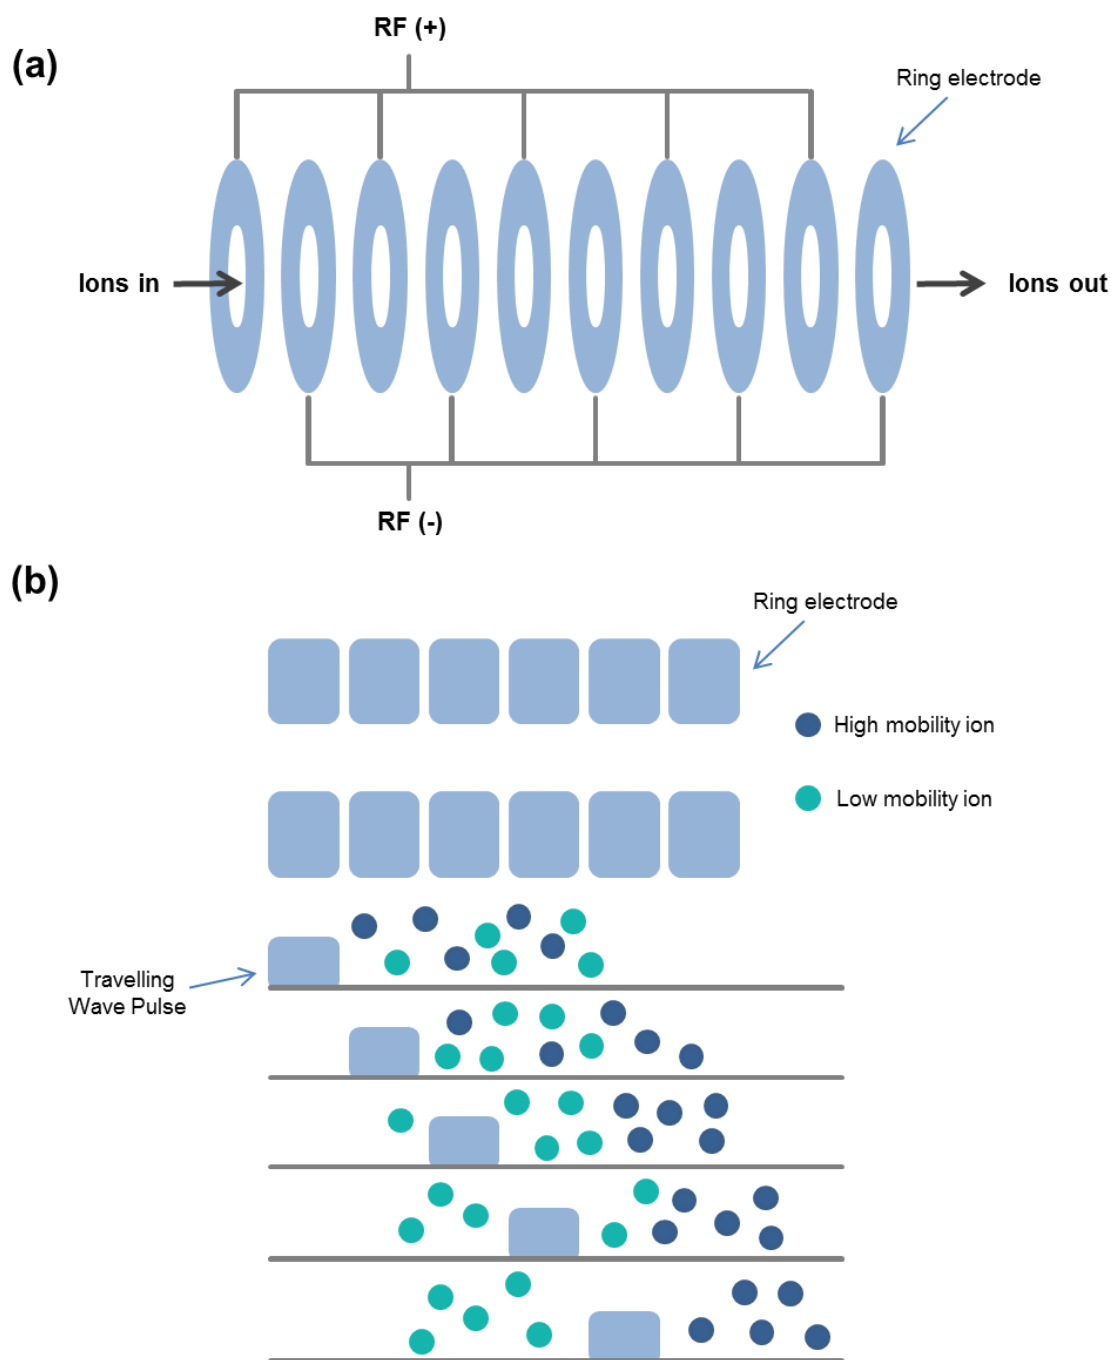 RF (+)
(a)
Ring electrode
Ions in
Ions out
RF (-)
(b)
Ring electrode
High mobility ion
Low mobility ion
Travelling
Wave Pulse